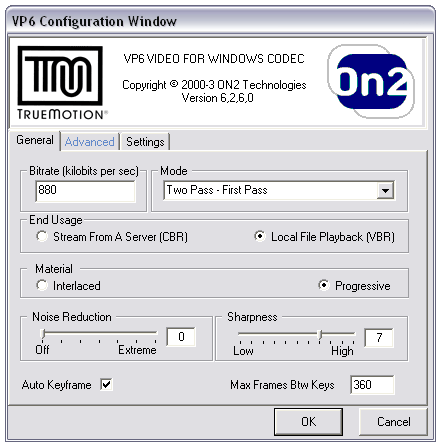 VP6 Configuration Window
TM
TRUEMOTION®
VP6 VIDEO FOR WINDOWS CODEC
Copyright © 2000-3 ON2 Technologies
Version 6,2,6,0
On2
General Advanced Settings
Bitrate (kilobits per sec) Mode
880 Two Pass - First Pass
End Usage
Stream From A Server (CBR) Local File Playback (VBR)
Material
Interlaced Progressive
Noise Reduction Sharpness
0 7
Off Extreme Low High
Auto Keyframe Max Frames Btw Keys 360
OK Cancel